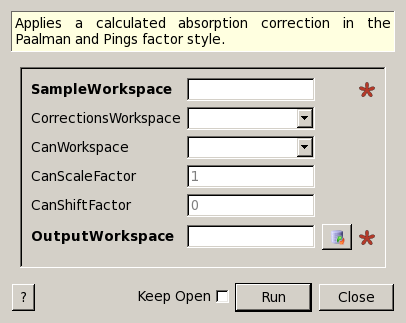 Applies a calculated absorption correction in the
Paalman and Pings factor style.
SampleWorkspace
CorrectionsWorkspace
CanWorkspace
CanScaleFactor 1
CanShiftFactor 0
OutputWorkspace
? Keep Open Run Close